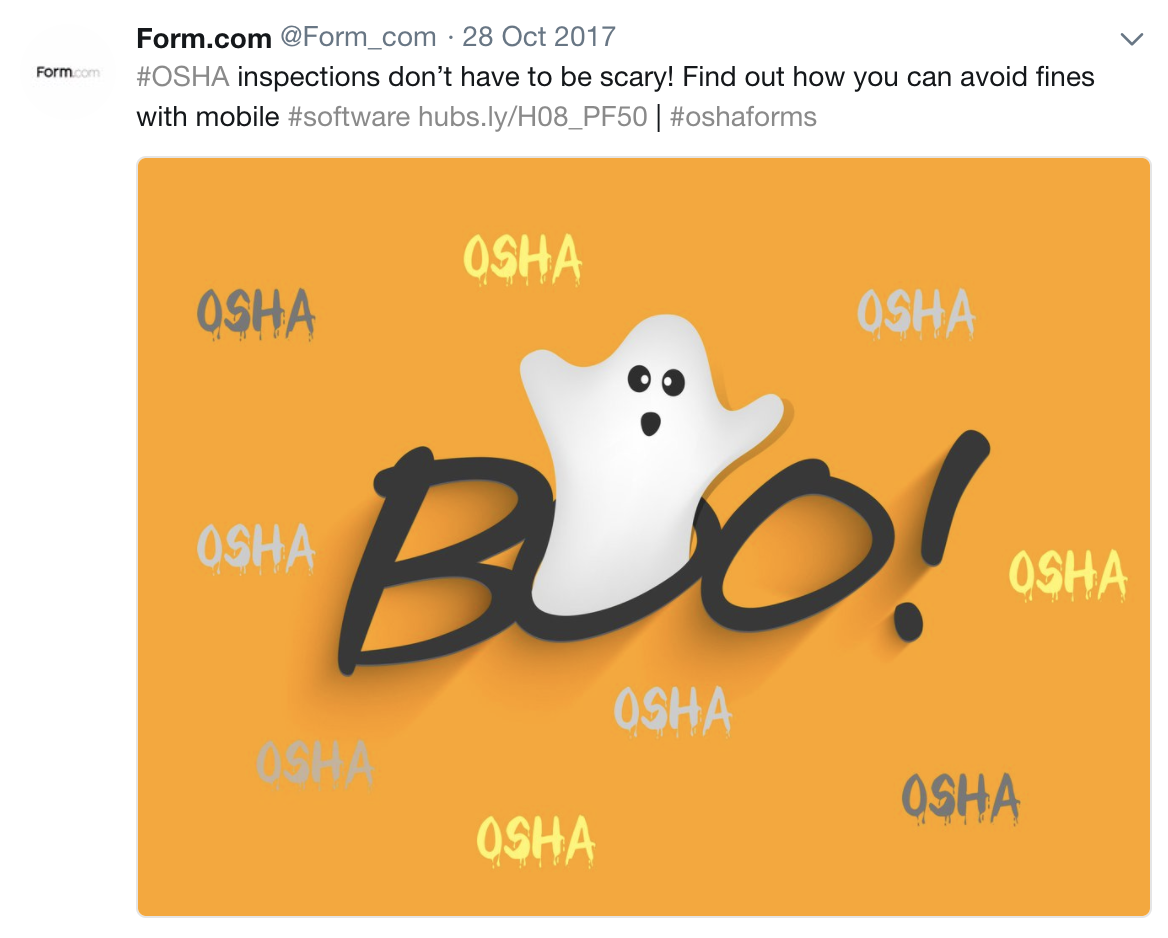 Form.com @Form_com · 28 Oct 2017
Form.com
#OSHA inspections don’t have to be scary! Find out how you can avoid fines
with mobile #software hubs.ly/H08_PF50 | #oshaforms
OSHA
OSHA
OSHA
BOO!
OSHA
OSHA
OSHA
OSHA
OSHA
OSHA